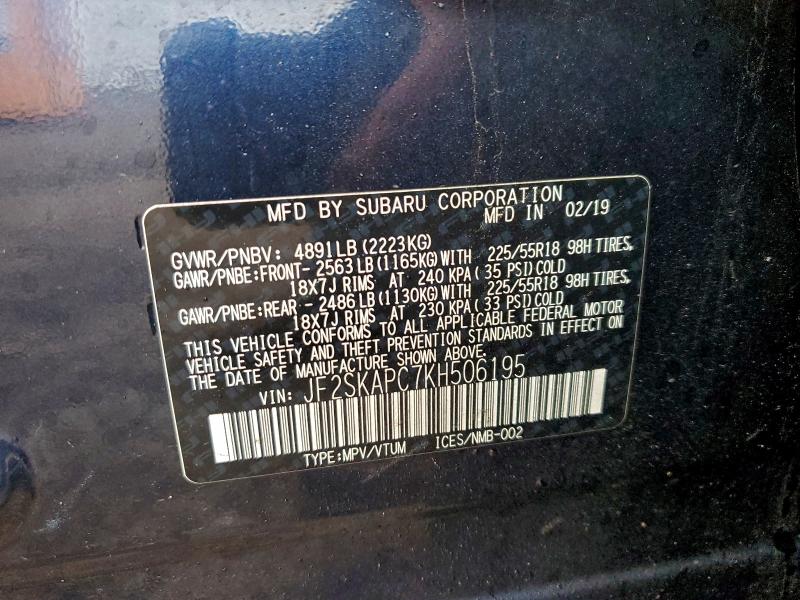 MFD BY SUBARU CORPORATION
MFD IN 02/19
GVWR/PNBV: 4891LB (2223KG)
GAWR/PNBE:FRONT- 2563 LB (1165KG) WITH 225/55R18 98H TIRES,
18X7J RIMS AT 240 KPA (35 PSI) COLD
GAWR/PNBE:REAR - 2486 LB (1130KG) WITH 225/55R18 98H TIRES,
18X7J RIMS AT 230 KPA (33 PSI) COLD
THIS VEHICLE CONFORMS TO ALL APPLICABLE FEDERAL MOTOR
VEHICLE SAFETY AND THEFT PREVENTION STANDARDS IN EFFECT ON
THE DATE OF MANUFACTURE SHOWN ABOVE.
VIN: JF2SKAPC7KH506195
TYPE:MPV/VTUM ICES/NMB-002